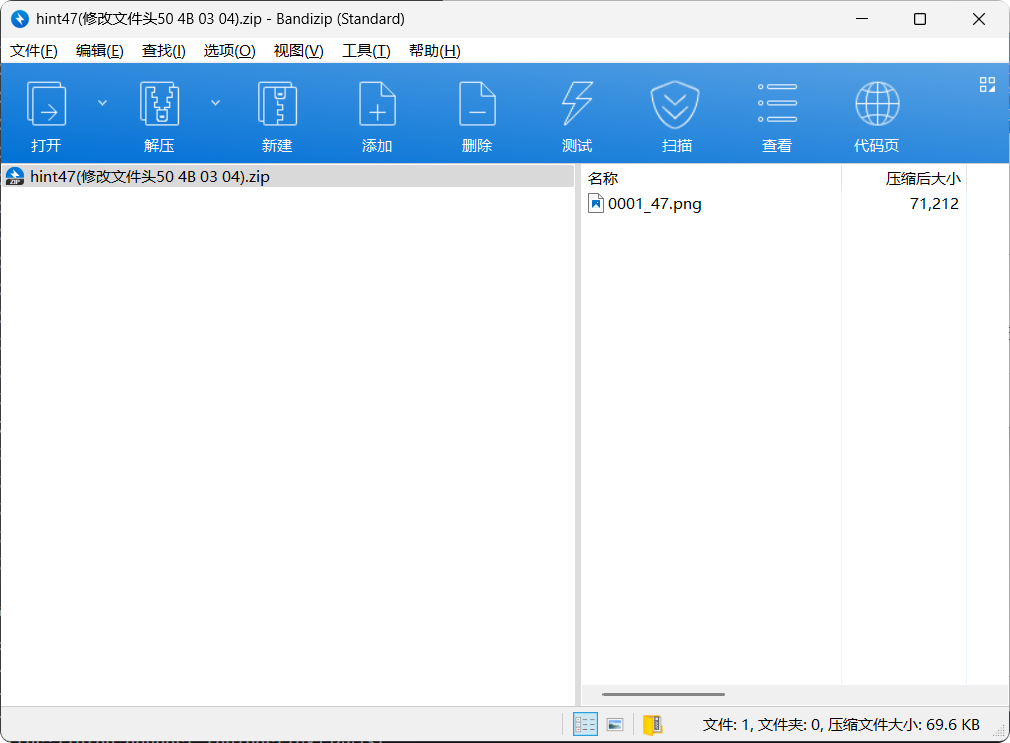 hint47(修改文件头50 4B 03 04).zip - Bandizip (Standard)
文件(F) 编辑(E) 查找(I) 选项(O) 视图(V) 工具(T) 帮助(H)
打开 解压 新建 添加 删除 测试 扫描 查看 代码页
hint47(修改文件头50 4B 03 04).zip
名称 压缩后大小
0001_47.png 71,212
文件: 1, 文件夹: 0, 压缩文件大小: 69.6 KB